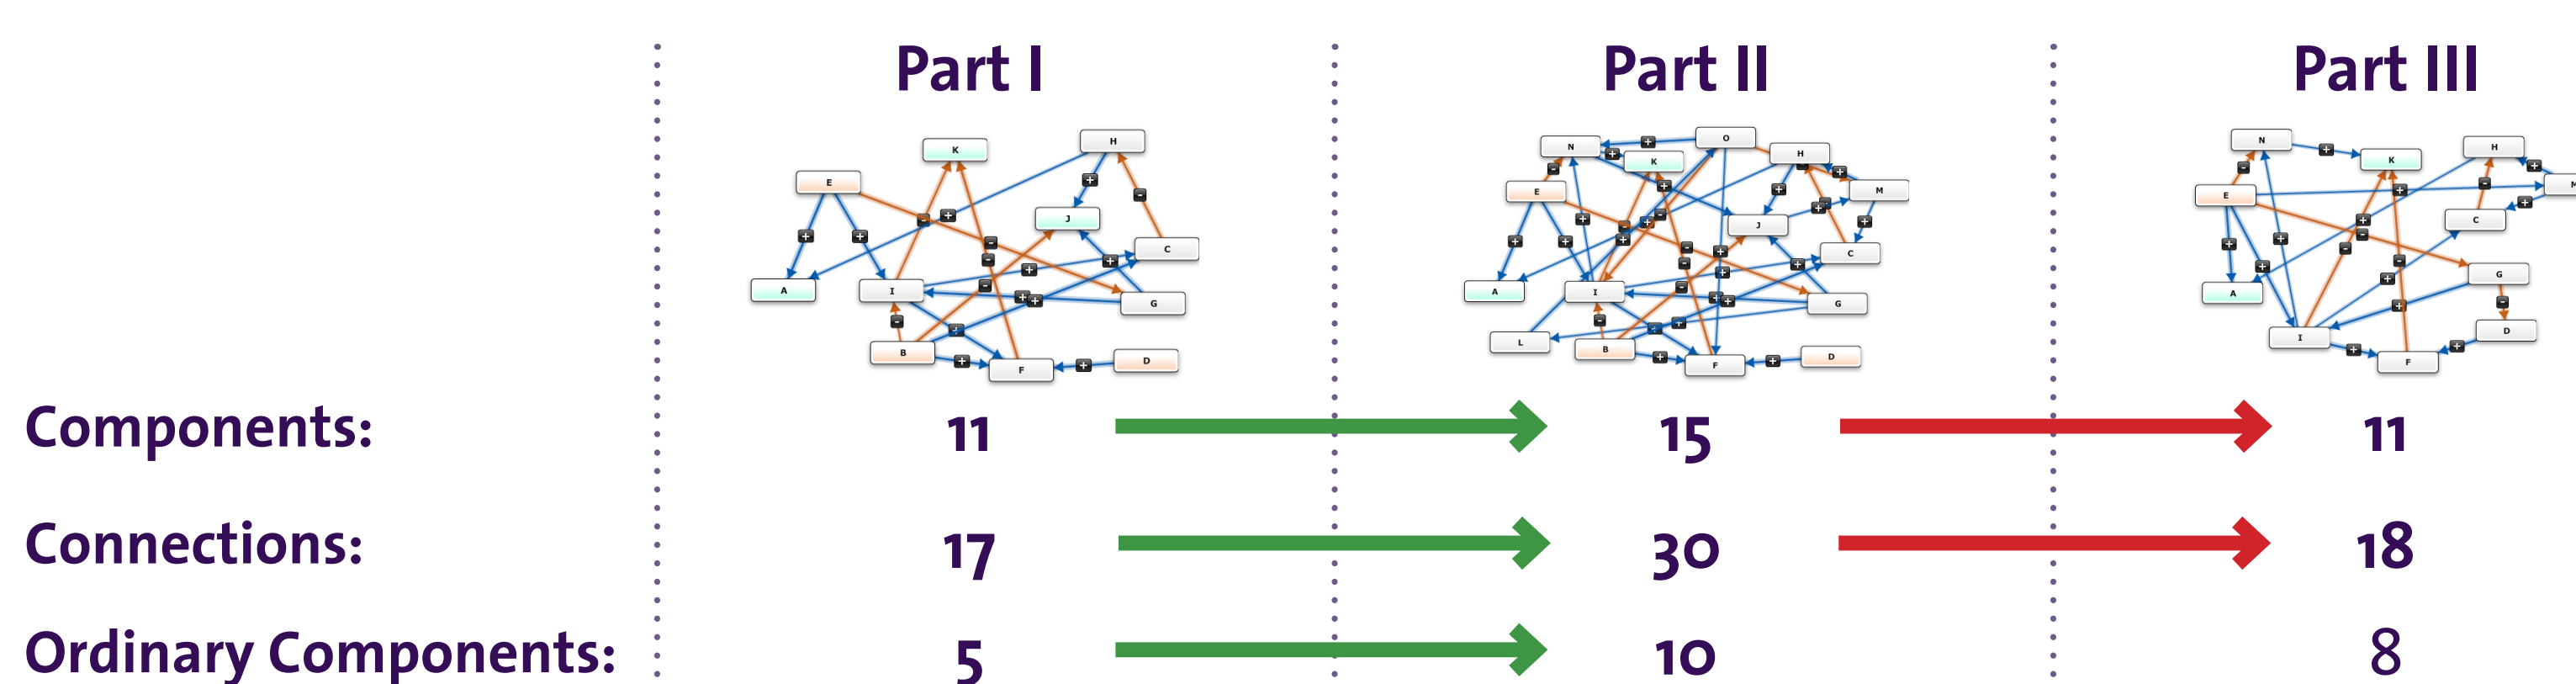 Part I Part II Part III
K H E J C A I G B F D
N O K H E M J C A I G L B F D
N K H E M C G A D I F
Components: 11 15 11
Connections: 17 30 18
Ordinary Components: 5 10 8